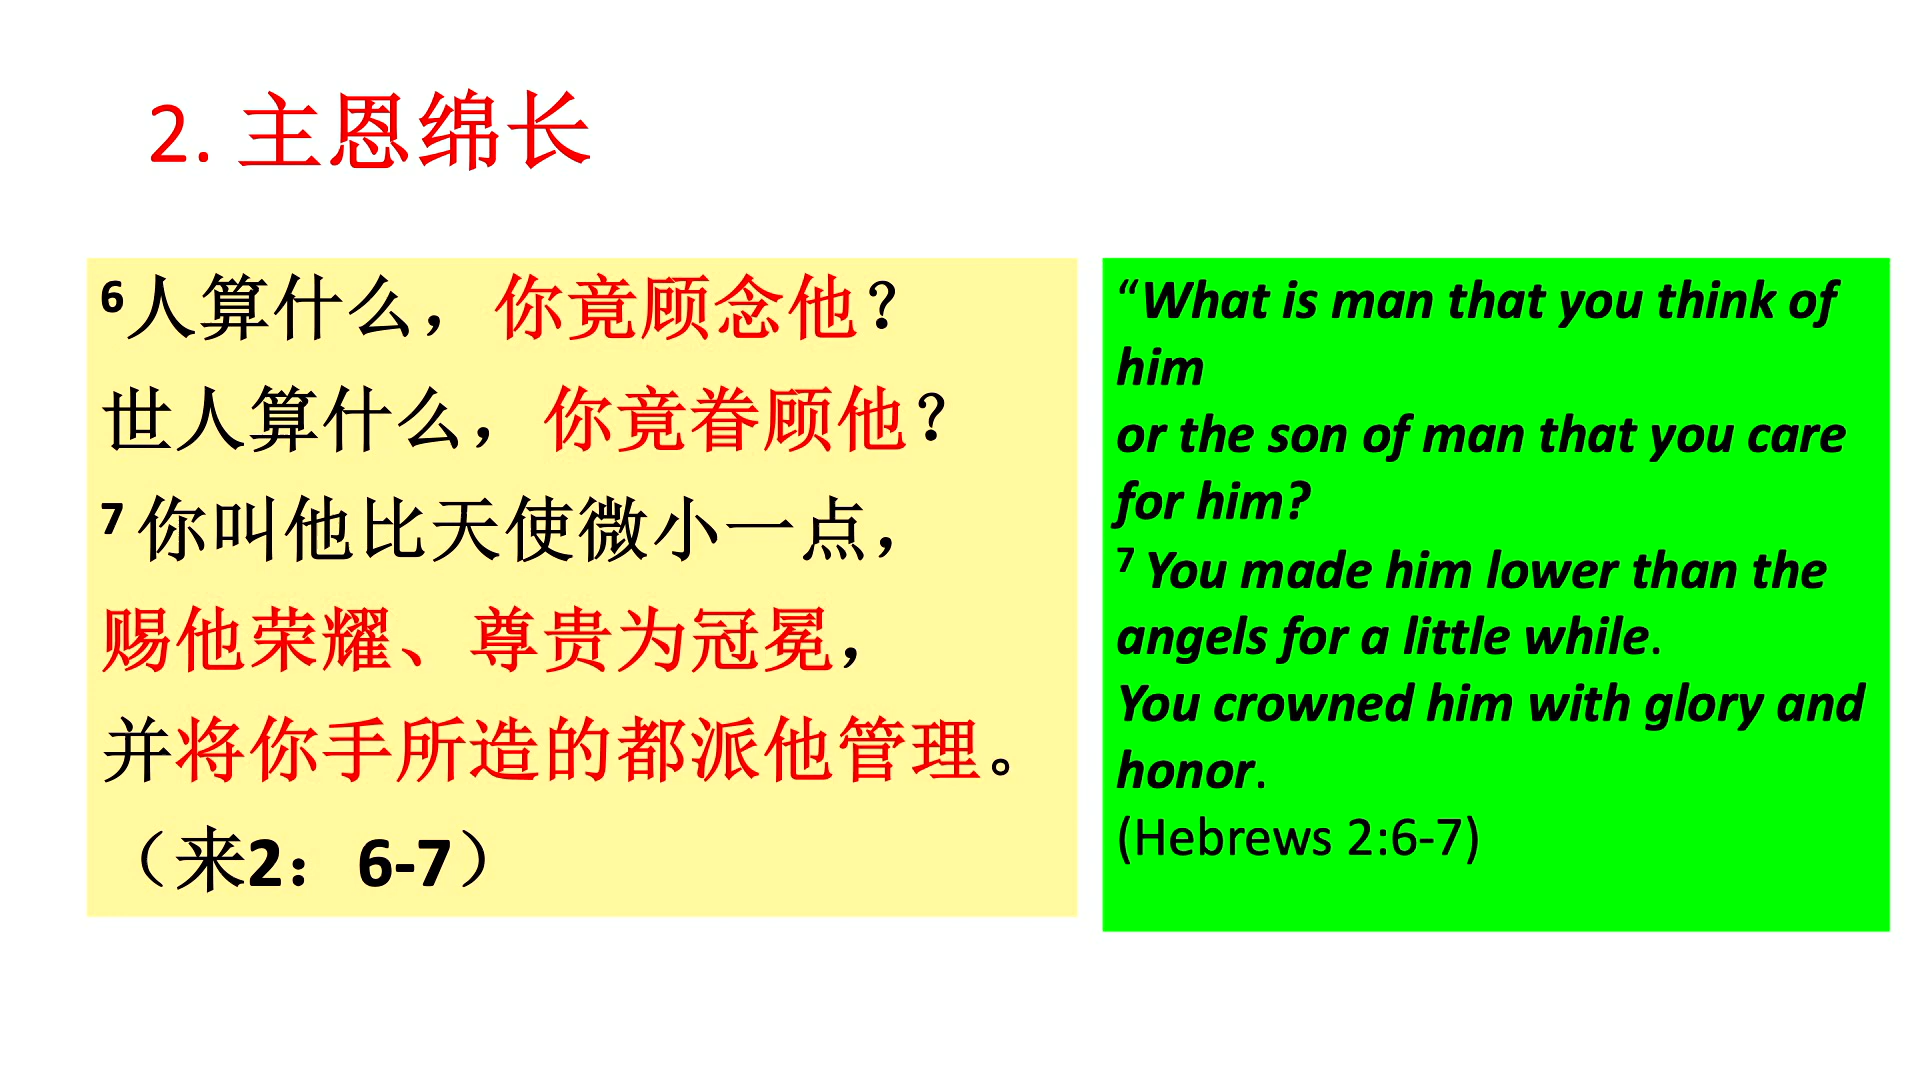 2. 主恩绵长
6人算什么，你竟顾念他？
世人算什么，你竟眷顾他？
7 你叫他比天使微小一点，
赐他荣耀、尊贵为冠冕，
并将你手所造的都派他管理。
（来2：6-7）
“What is man that you think of
him
or the son of man that you care
for him?
7 You made him lower than the
angels for a little while.
You crowned him with glory and
honor.
(Hebrews 2:6-7)